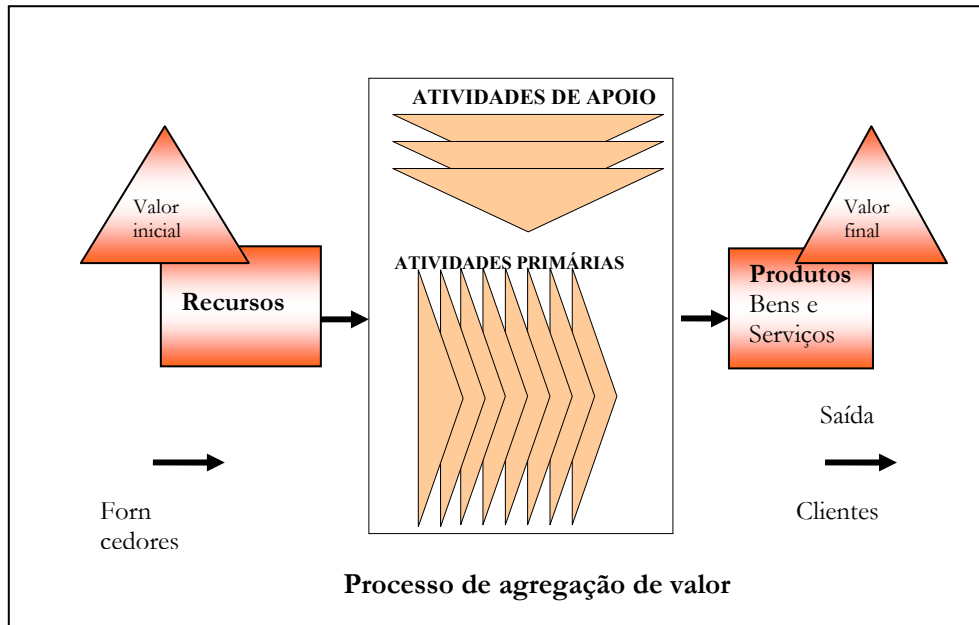 ATIVIDADES DE APOIO
Valor
inicial
Recursos
ATIVIDADES PRIMÁRIAS
Valor
final
Produtos
Bens e
Serviços
Saída
Forn
cedores
Clientes
Processo de agregação de valor